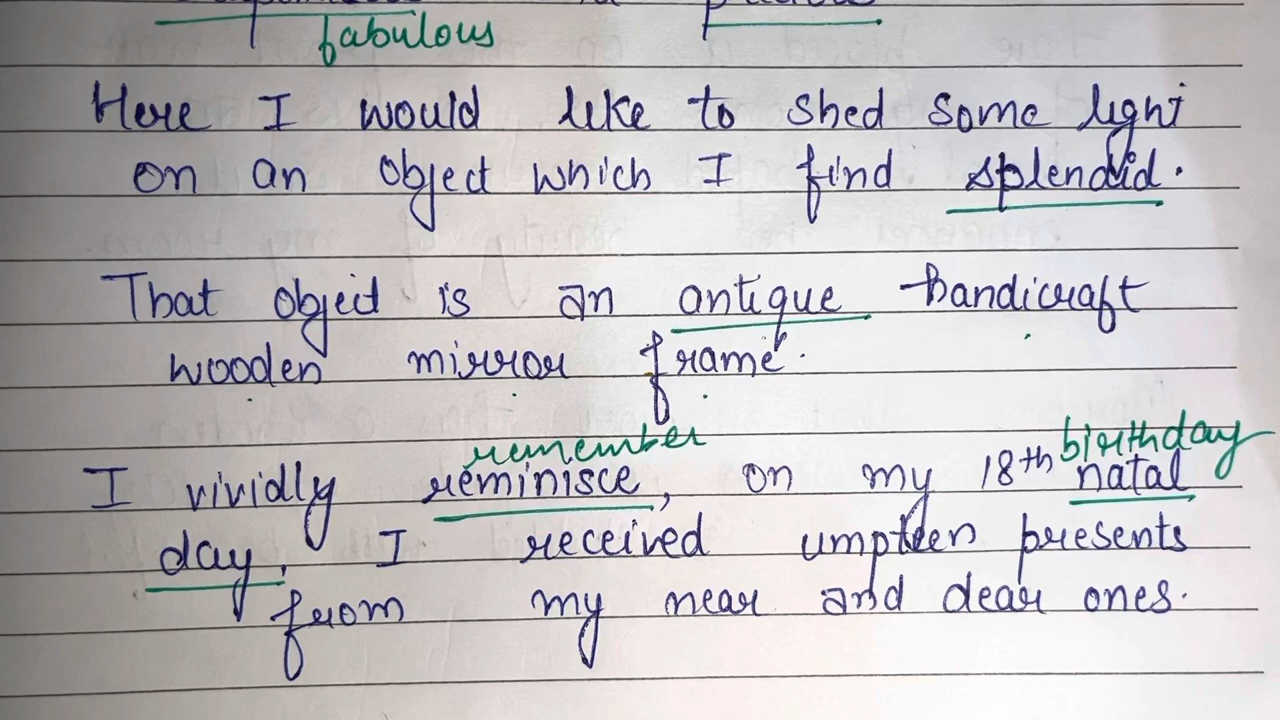 fabulous
Here I would like to shed some light
on an object which I find splendid.
That object is an antique handicraft
wooden mirror frame.
remember birthday
I vividly reminisce, on my 18th natal
day, I received umpteen presents
from my near and dear ones.